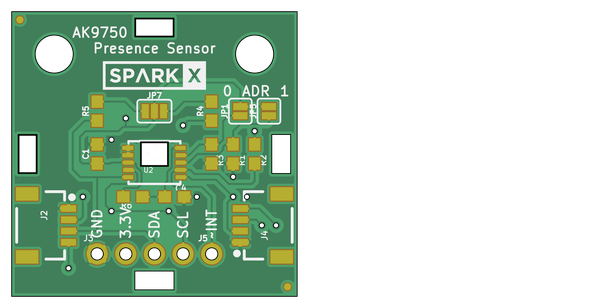 AK9750
Presence Sensor
SPARK X
JP7
0 ADR 1
R5
R4
JP1
C1
U2
R3
R1
R2
C4
J2
GND
3.3V
SDA
SCL
~INT
J3
J5
J4